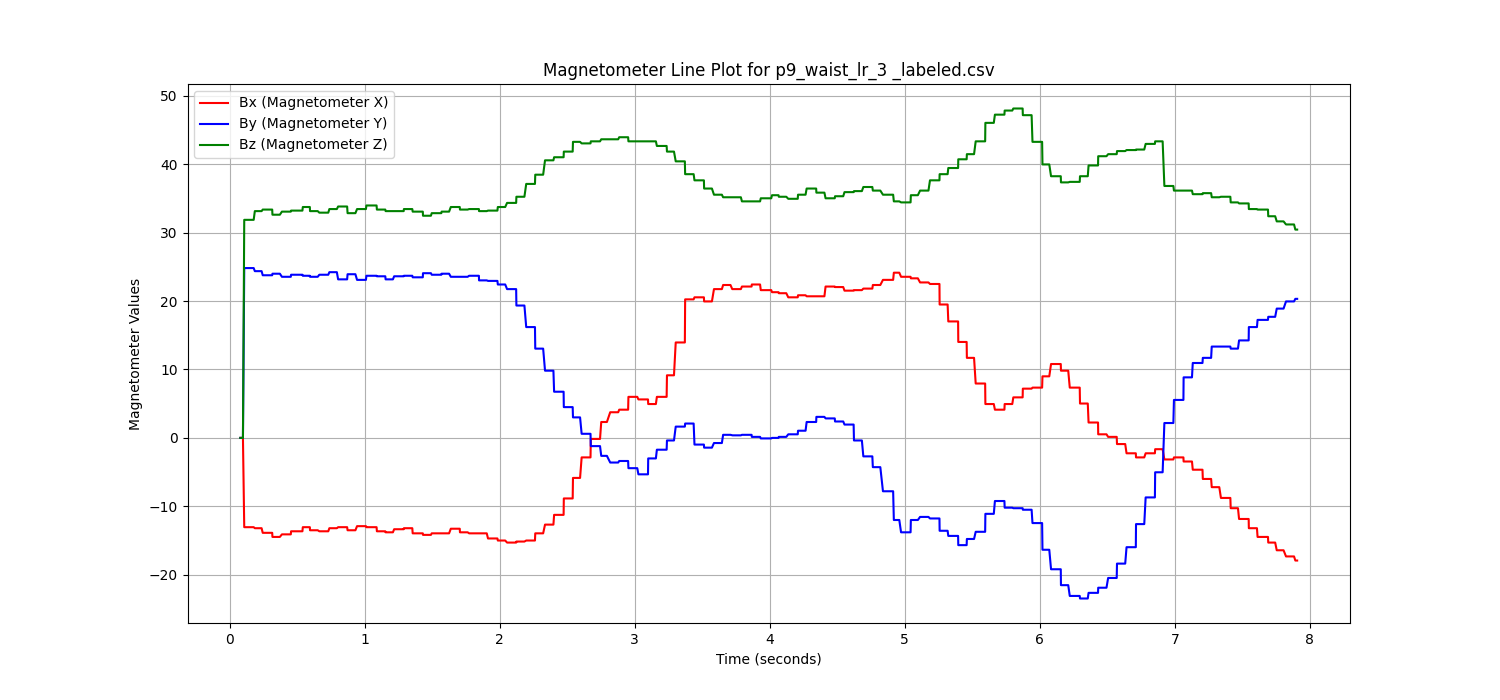 Magnetometer Line Plot for p9_waist_lr_3 _labeled.csv
Bx (Magnetometer X)
By (Magnetometer Y)
Bz (Magnetometer Z)
Magnetometer Values
50
40
30
20
10
0
−10
−20
0 1 2 3 4 5 6 7 8
Time (seconds)